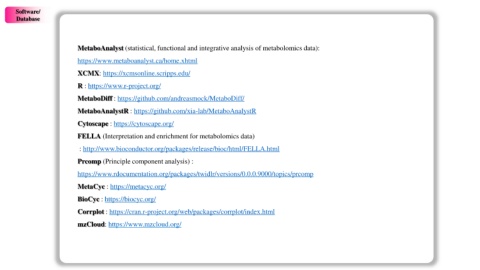 Software/
Database
MetaboAnalyst (statistical, functional and integrative analysis of metabolomics data):
https://www.metaboanalyst.ca/home.xhtml
XCMX: https://xcmsonline.scripps.edu/
R : https://www.r-project.org/
MetaboDiff : https://github.com/andreasmock/MetaboDiff/
MetaboAnalystR : https://github.com/xia-lab/MetaboAnalystR
Cytoscape : https://cytoscape.org/
FELLA (Interpretation and enrichment for metabolomics data)
: http://www.bioconductor.org/packages/release/bioc/html/FELLA.html
Prcomp (Principle component analysis) :
https://www.rdocumentation.org/packages/twidlr/versions/0.0.0.9000/topics/prcomp
MetaCyc : https://metacyc.org/
BioCyc : https://biocyc.org/
Corrplot : https://cran.r-project.org/web/packages/corrplot/index.html
mzCloud: https://www.mzcloud.org/